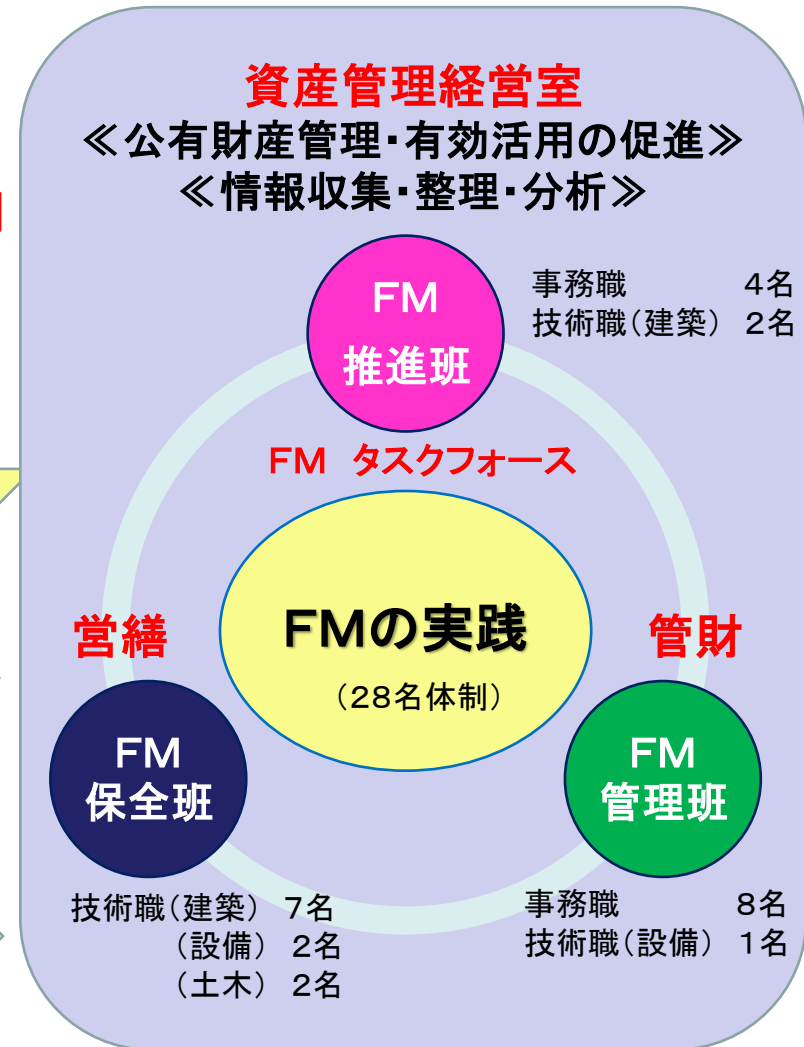 資産管理経営室
≪公有財産管理・有効活用の促進≫
≪情報収集・整理・分析≫
FM
推進班
事務職 4名
技術職(建築) 2名
FM タスクフォース
FMの実践
(28名体制)
営繕
管財
FM
保全班
FM
管理班
技術職(建築) 7名
(設備) 2名
(土木) 2名
事務職 8名
技術職(設備) 1名